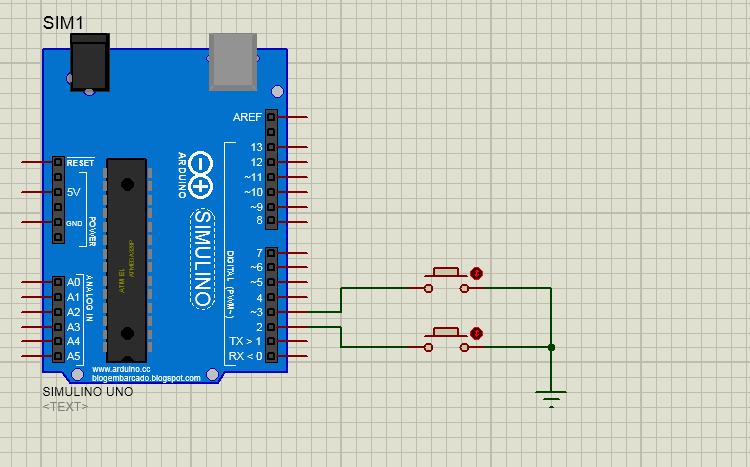 SIM1
AREF
13
12
~11
~10
~9
8
RESET
5V
GND
POWER
ARDUINO
SIMULINO
ATMEL
ATMEGA328P
DIGITAL (PWM~)
7
~6
~5
4
~3
2
TX > 1
RX < 0
ANALOG IN
A0
A1
A2
A3
A4
A5
www.arduino.cc
blogembarcado.blogspot.com
SIMULINO UNO
<TEXT>